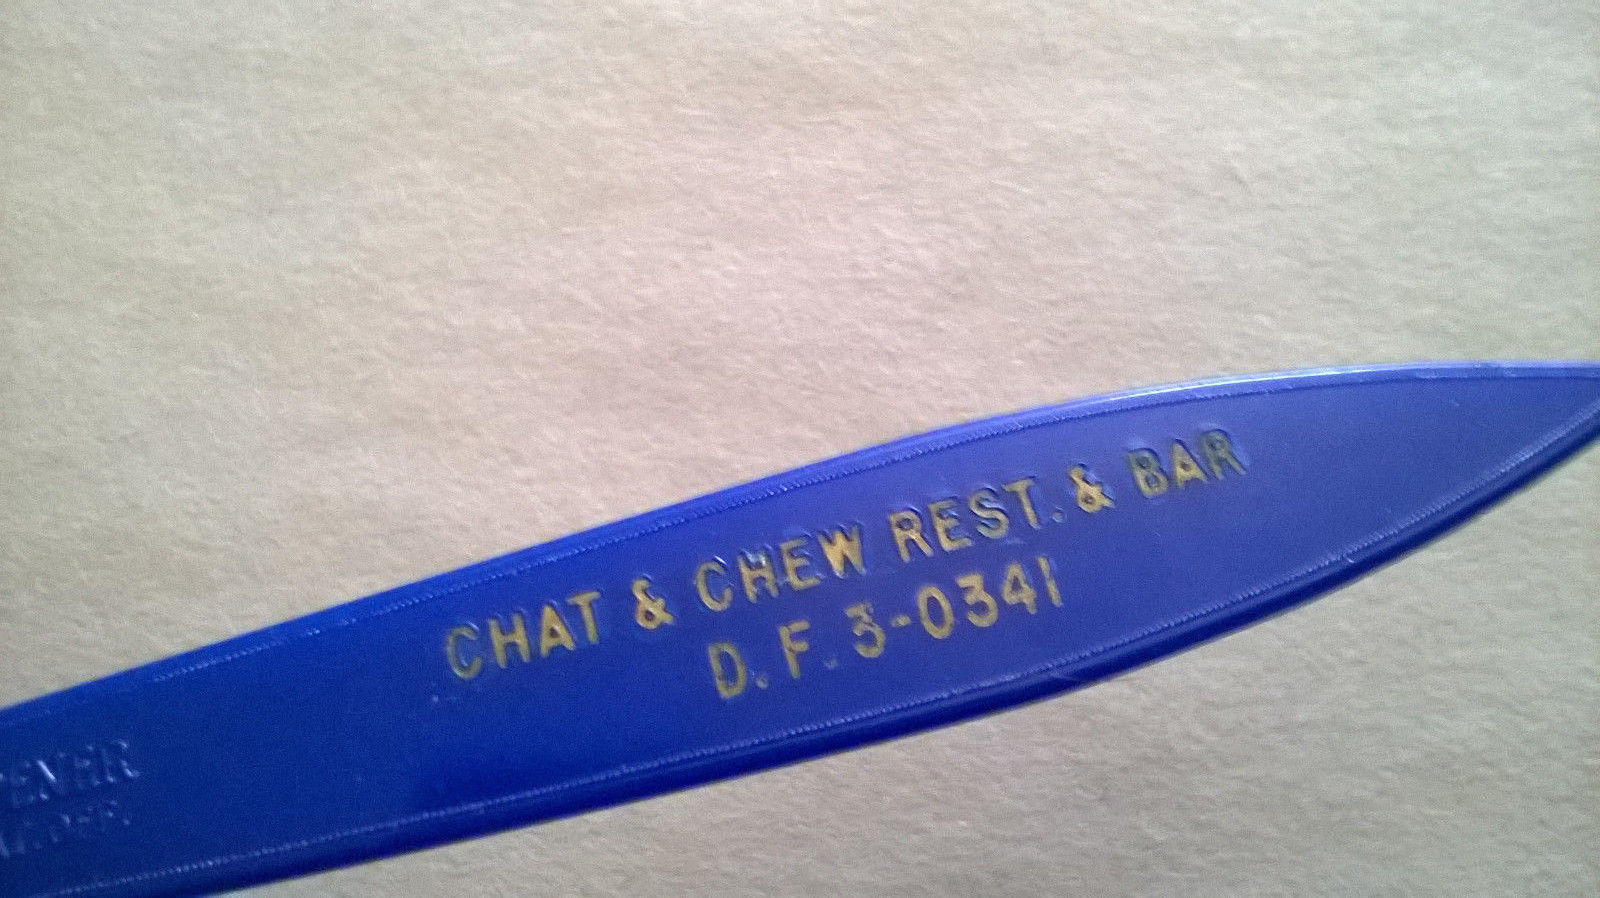 CHAT & CHEW REST. & BAR
D. F. 3-0341